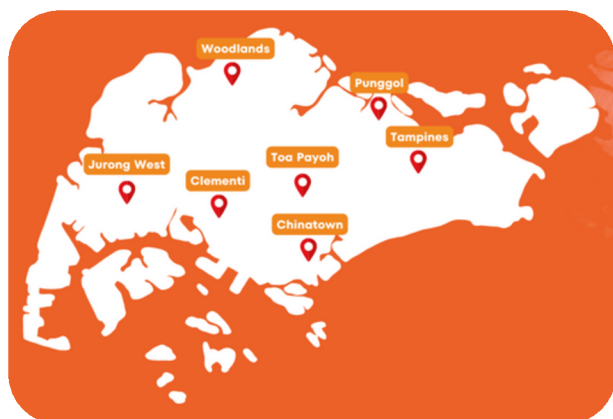 Woodlands
Punggol
Tampines
Toa Payoh
Jurong West
Clementi
Chinatown